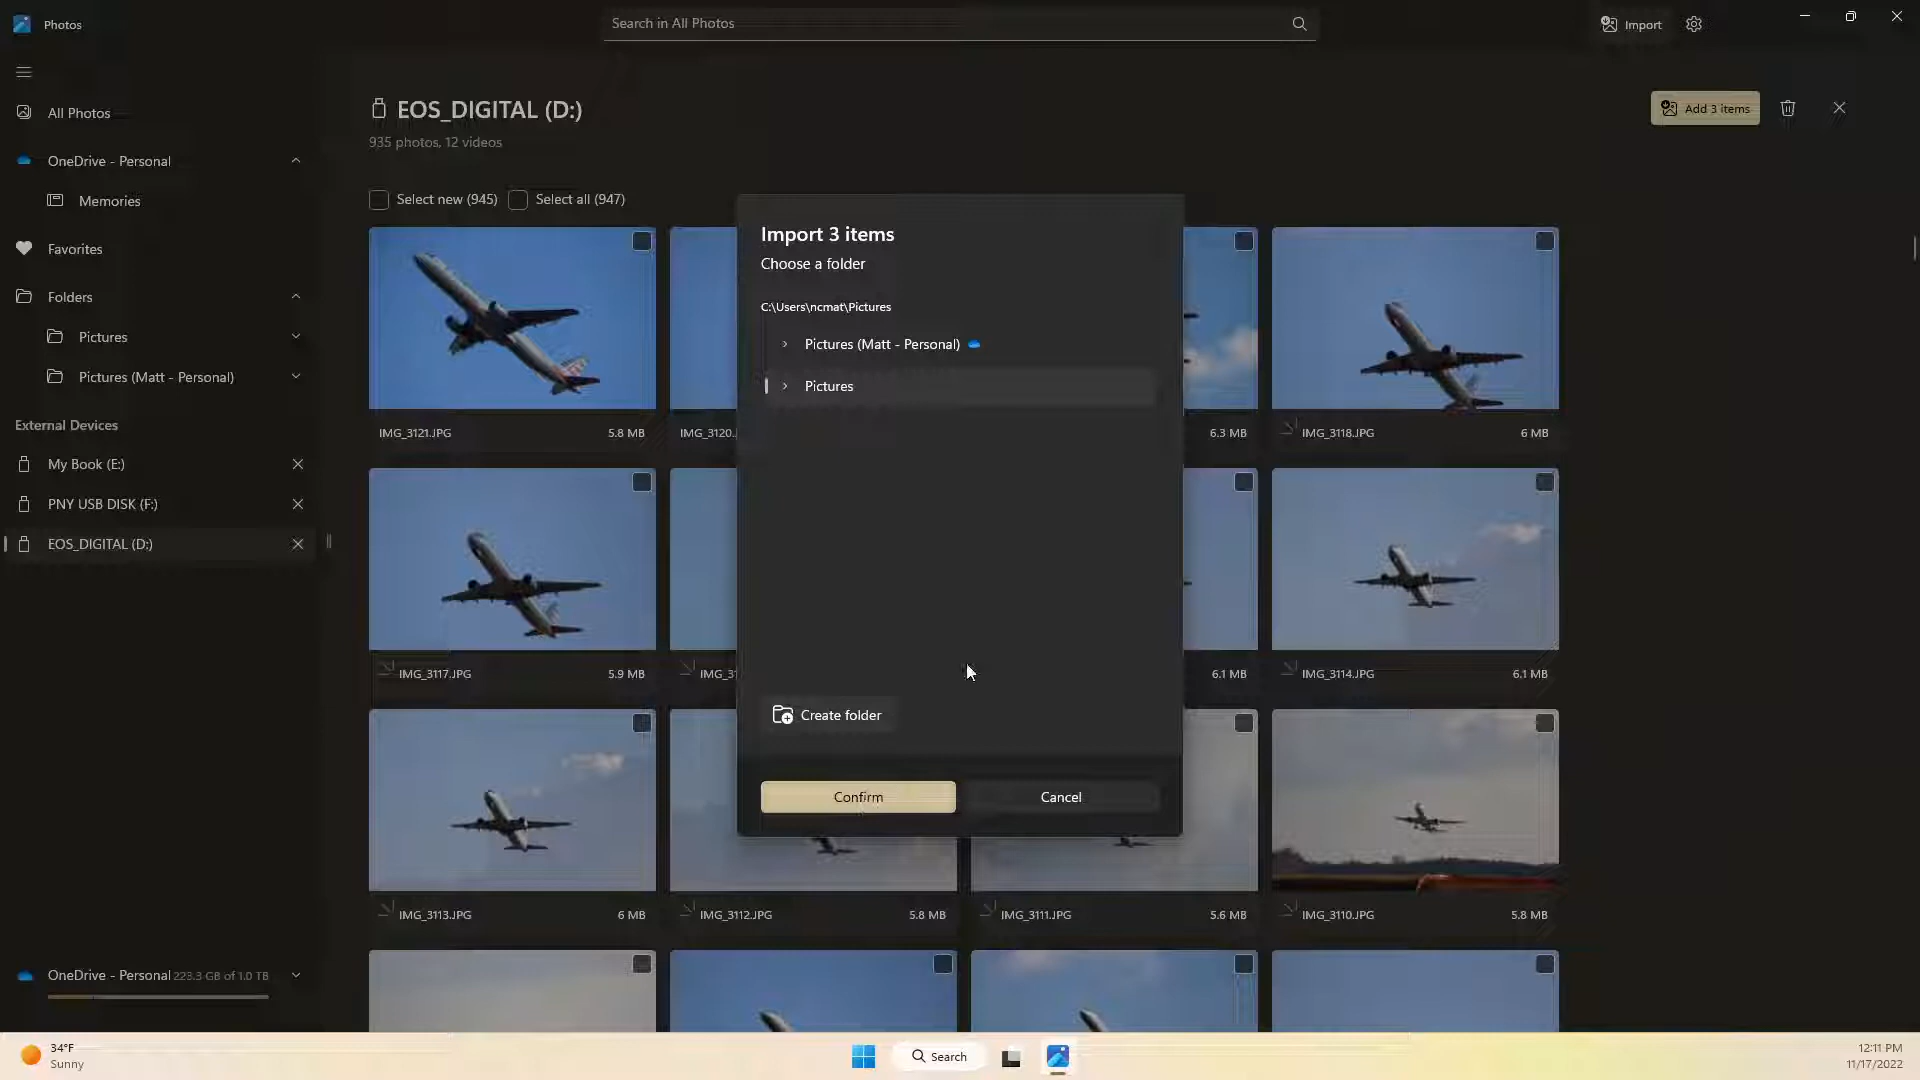 Photos
Search in All Photos
Import
All Photos
OneDrive - Personal
Memories
Favorites
Folders
Pictures
Pictures (Matt - Personal)
External Devices
My Book (E:)
PNY USB DISK (F:)
EOS_DIGITAL (D:)
OneDrive - Personal 223.3 GB of 1.0 TB
EOS_DIGITAL (D:)
935 photos, 12 videos
Add 3 items
Select new (945) Select all (947)
IMG_3121.JPG 5.8 MB
IMG_3120. 6.3 MB
IMG_3118.JPG 6 MB
IMG_3117.JPG 5.9 MB
6.1 MB
IMG_3114.JPG 6.1 MB
IMG_3113.JPG 6 MB
IMG_3112.JPG 5.8 MB
IMG_3111.JPG 5.6 MB
IMG_3110.JPG 5.8 MB
Import 3 items
Choose a folder
C:\Users\ncmat\Pictures
Pictures (Matt - Personal)
Pictures
Create folder
Confirm
Cancel
34°F
Sunny
Search
12:11 PM
11/17/2022